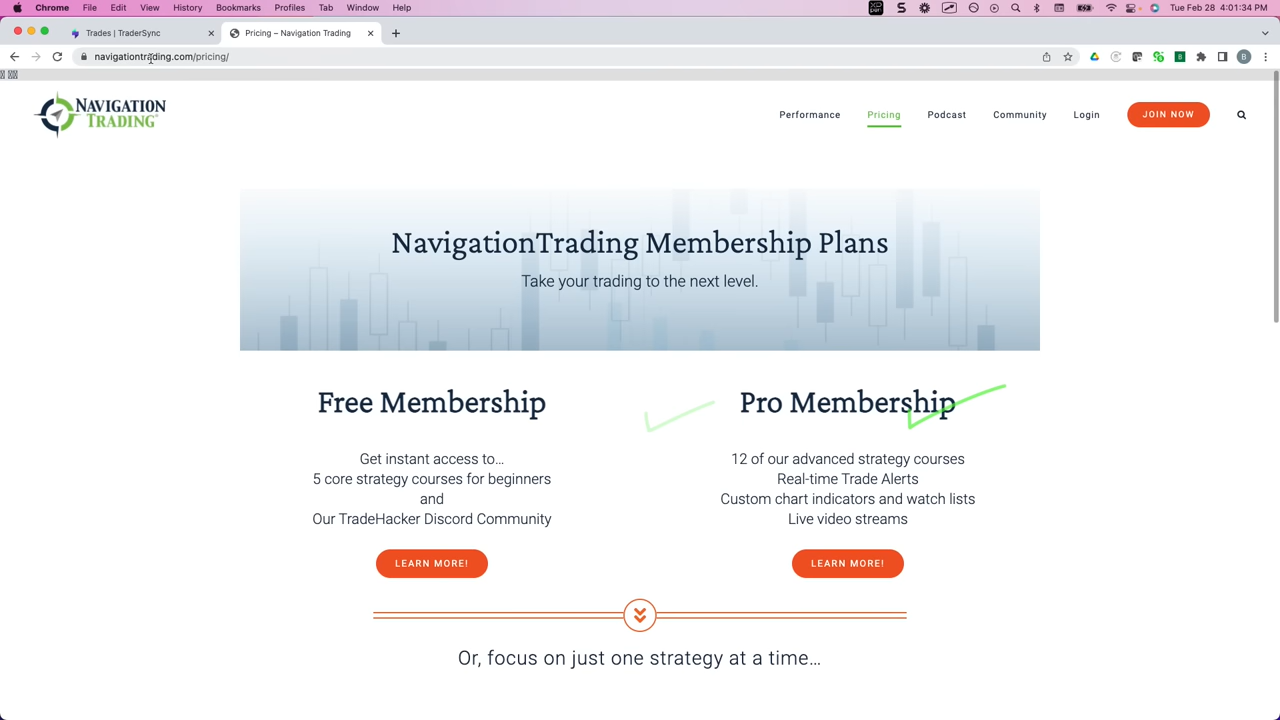 Chrome File Edit View History Bookmarks Profiles Tab Window Help
Tue Feb 28 4:01:34 PM
Trades | TraderSync
Pricing – Navigation Trading
navigationtrading.com/pricing/
NAVIGATION
TRADING
Performance Pricing Podcast Community Login JOIN NOW
NavigationTrading Membership Plans
Take your trading to the next level.
Free Membership
Get instant access to...
5 core strategy courses for beginners
and
Our TradeHacker Discord Community
LEARN MORE!
Pro Membership
12 of our advanced strategy courses
Real-time Trade Alerts
Custom chart indicators and watch lists
Live video streams
LEARN MORE!
Or, focus on just one strategy at a time...